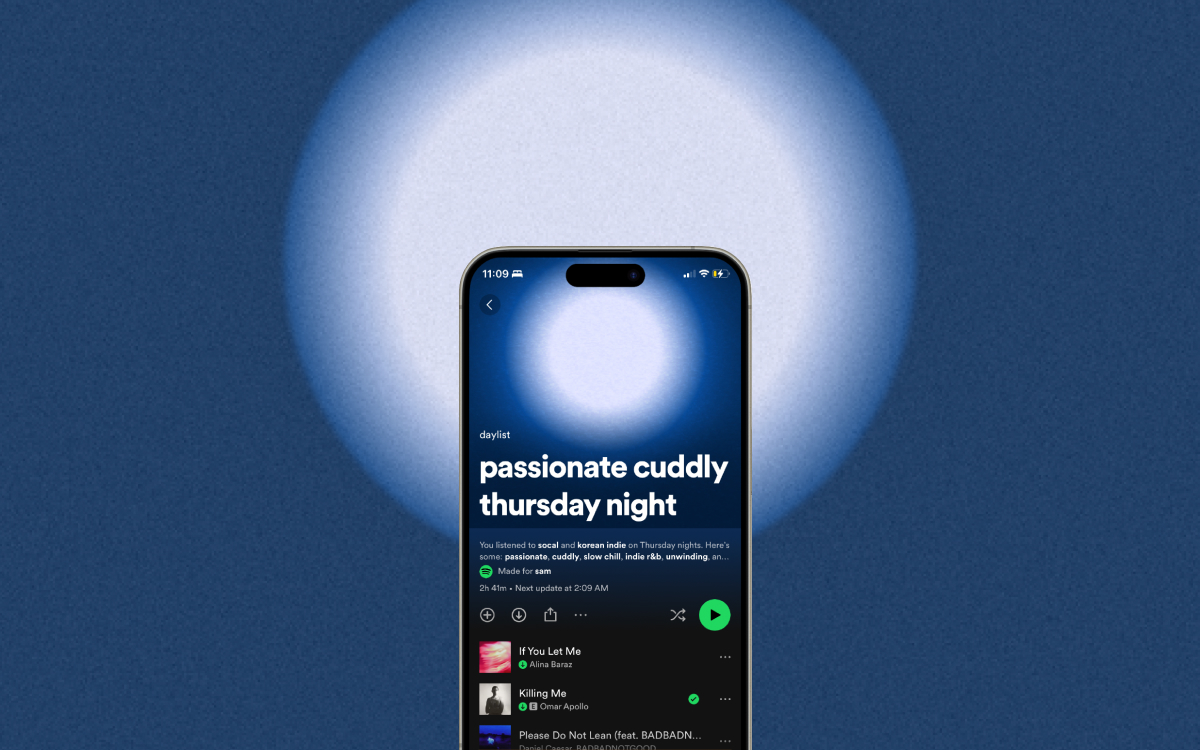 11:09
daylist
passionate cuddly
thursday night
You listened to socal and korean indie on Thursday nights. Here's
some: passionate, cuddly, slow chill, indie r&b, unwinding, an...
Made for sam
2h 41m • Next update at 2:09 AM
If You Let Me
Alina Baraz
Killing Me
E Omar Apollo
Please Do Not Lean (feat. BADBADN...
Daniel Caesar, BADBADNOTGOOD